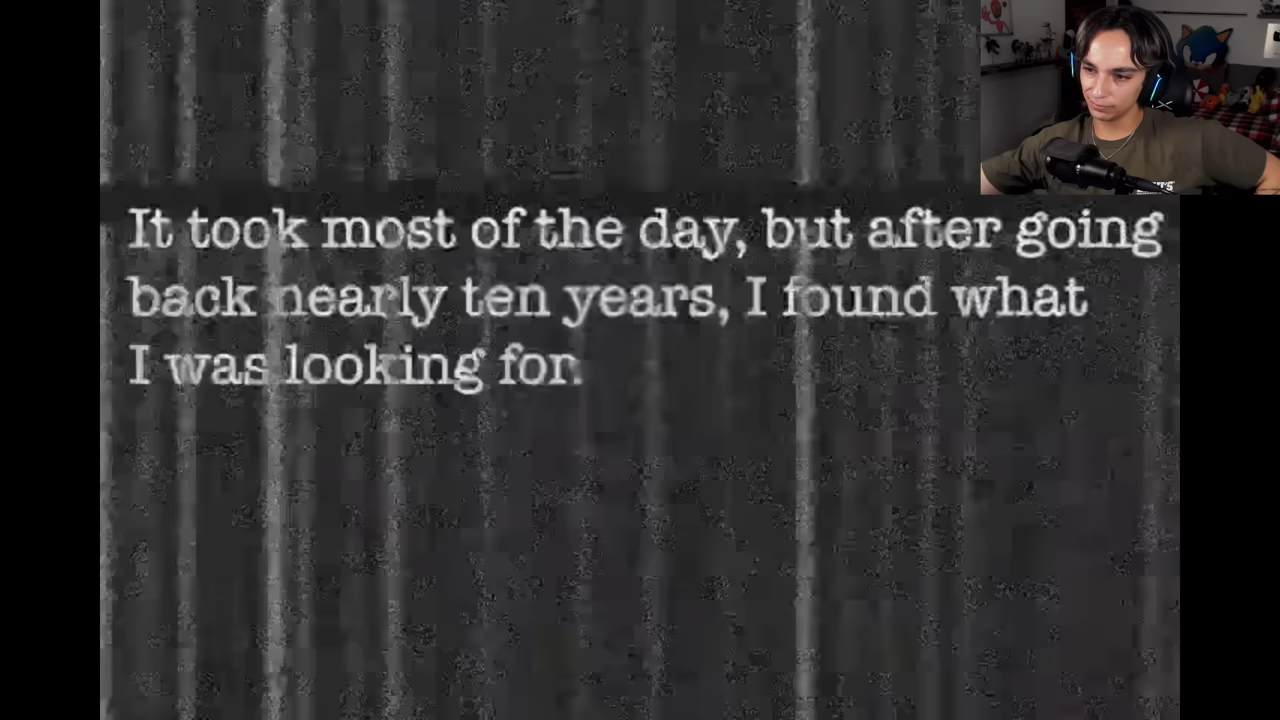 It took most of the day, but after going
back nearly ten years, I found what
I was looking for.